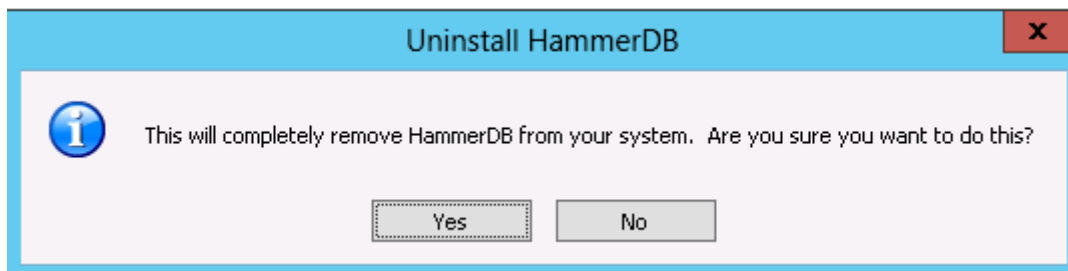 Uninstall HammerDB
x
This will completely remove HammerDB from your system.  Are you sure you want to do this?
Yes
No